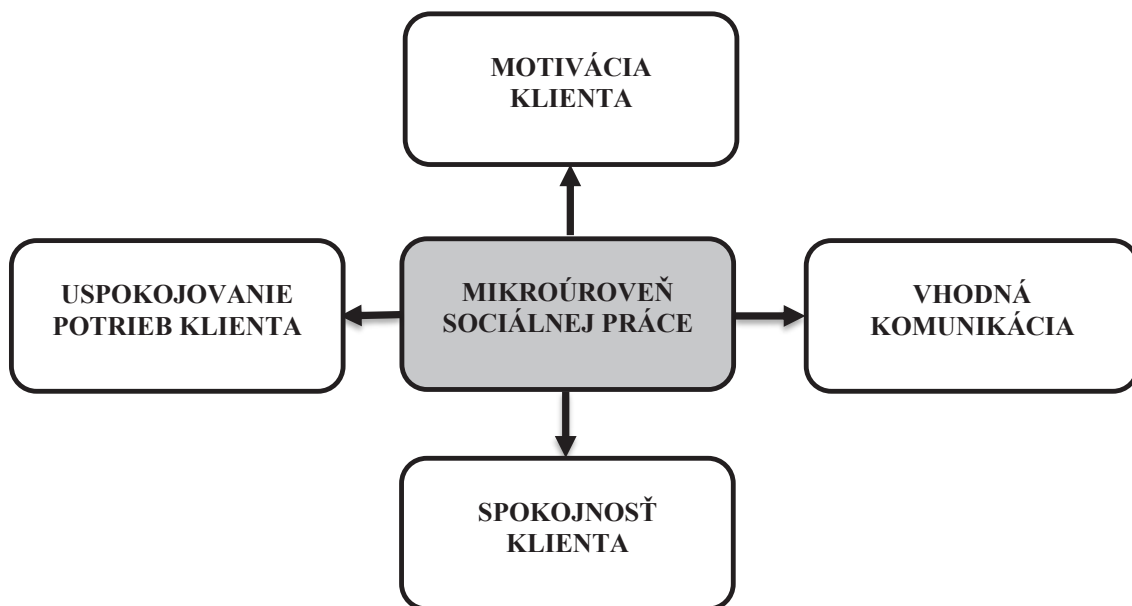 MOTIVÁCIA
KLIENTA
USPOKOJOVANIE
POTRIEB KLIENTA
MIKROÚROVEŇ
SOCIÁLNEJ PRÁCE
VHODNÁ
KOMUNIKÁCIA
SPOKOJNOSŤ
KLIENTA